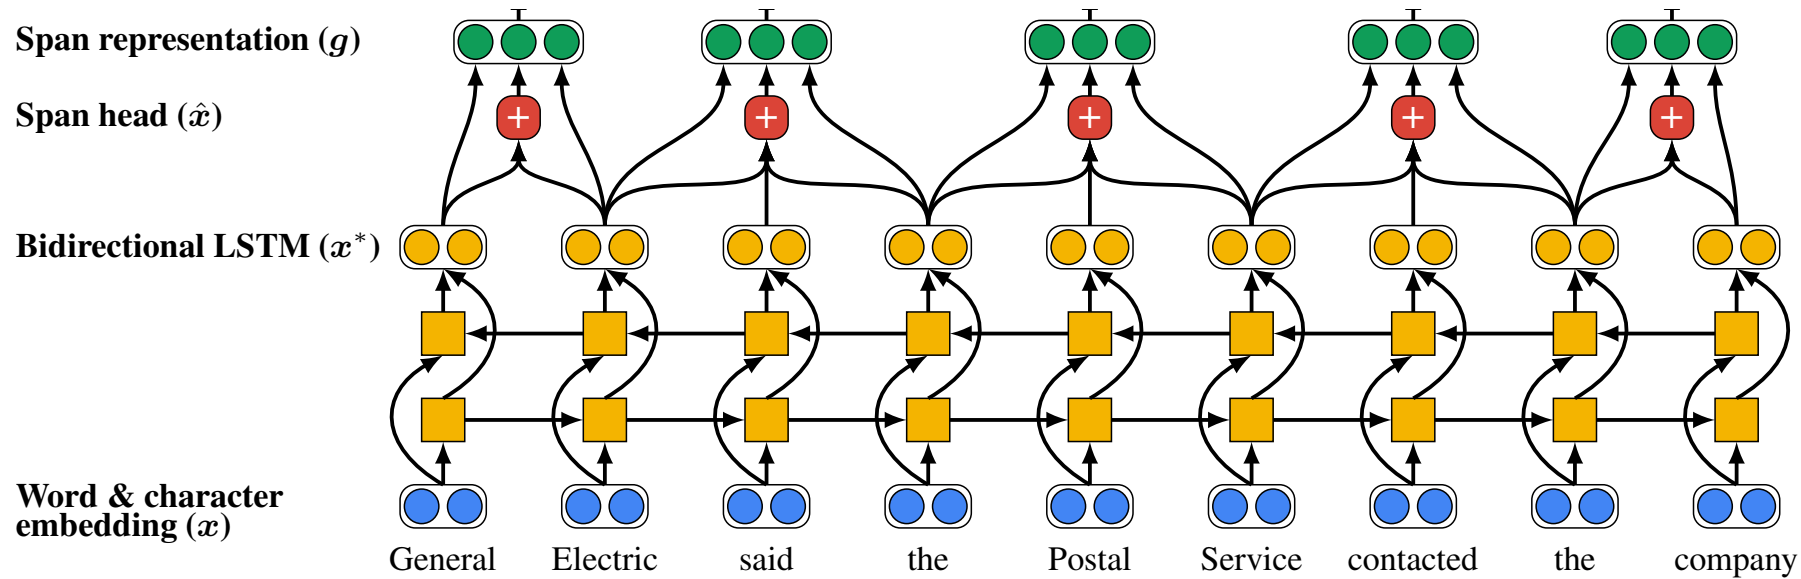 Span representation (g)
Span head (x̂)
+ + + + +
Bidirectional LSTM (x*)
Word & character
embedding (x)
General Electric said the Postal Service contacted the company